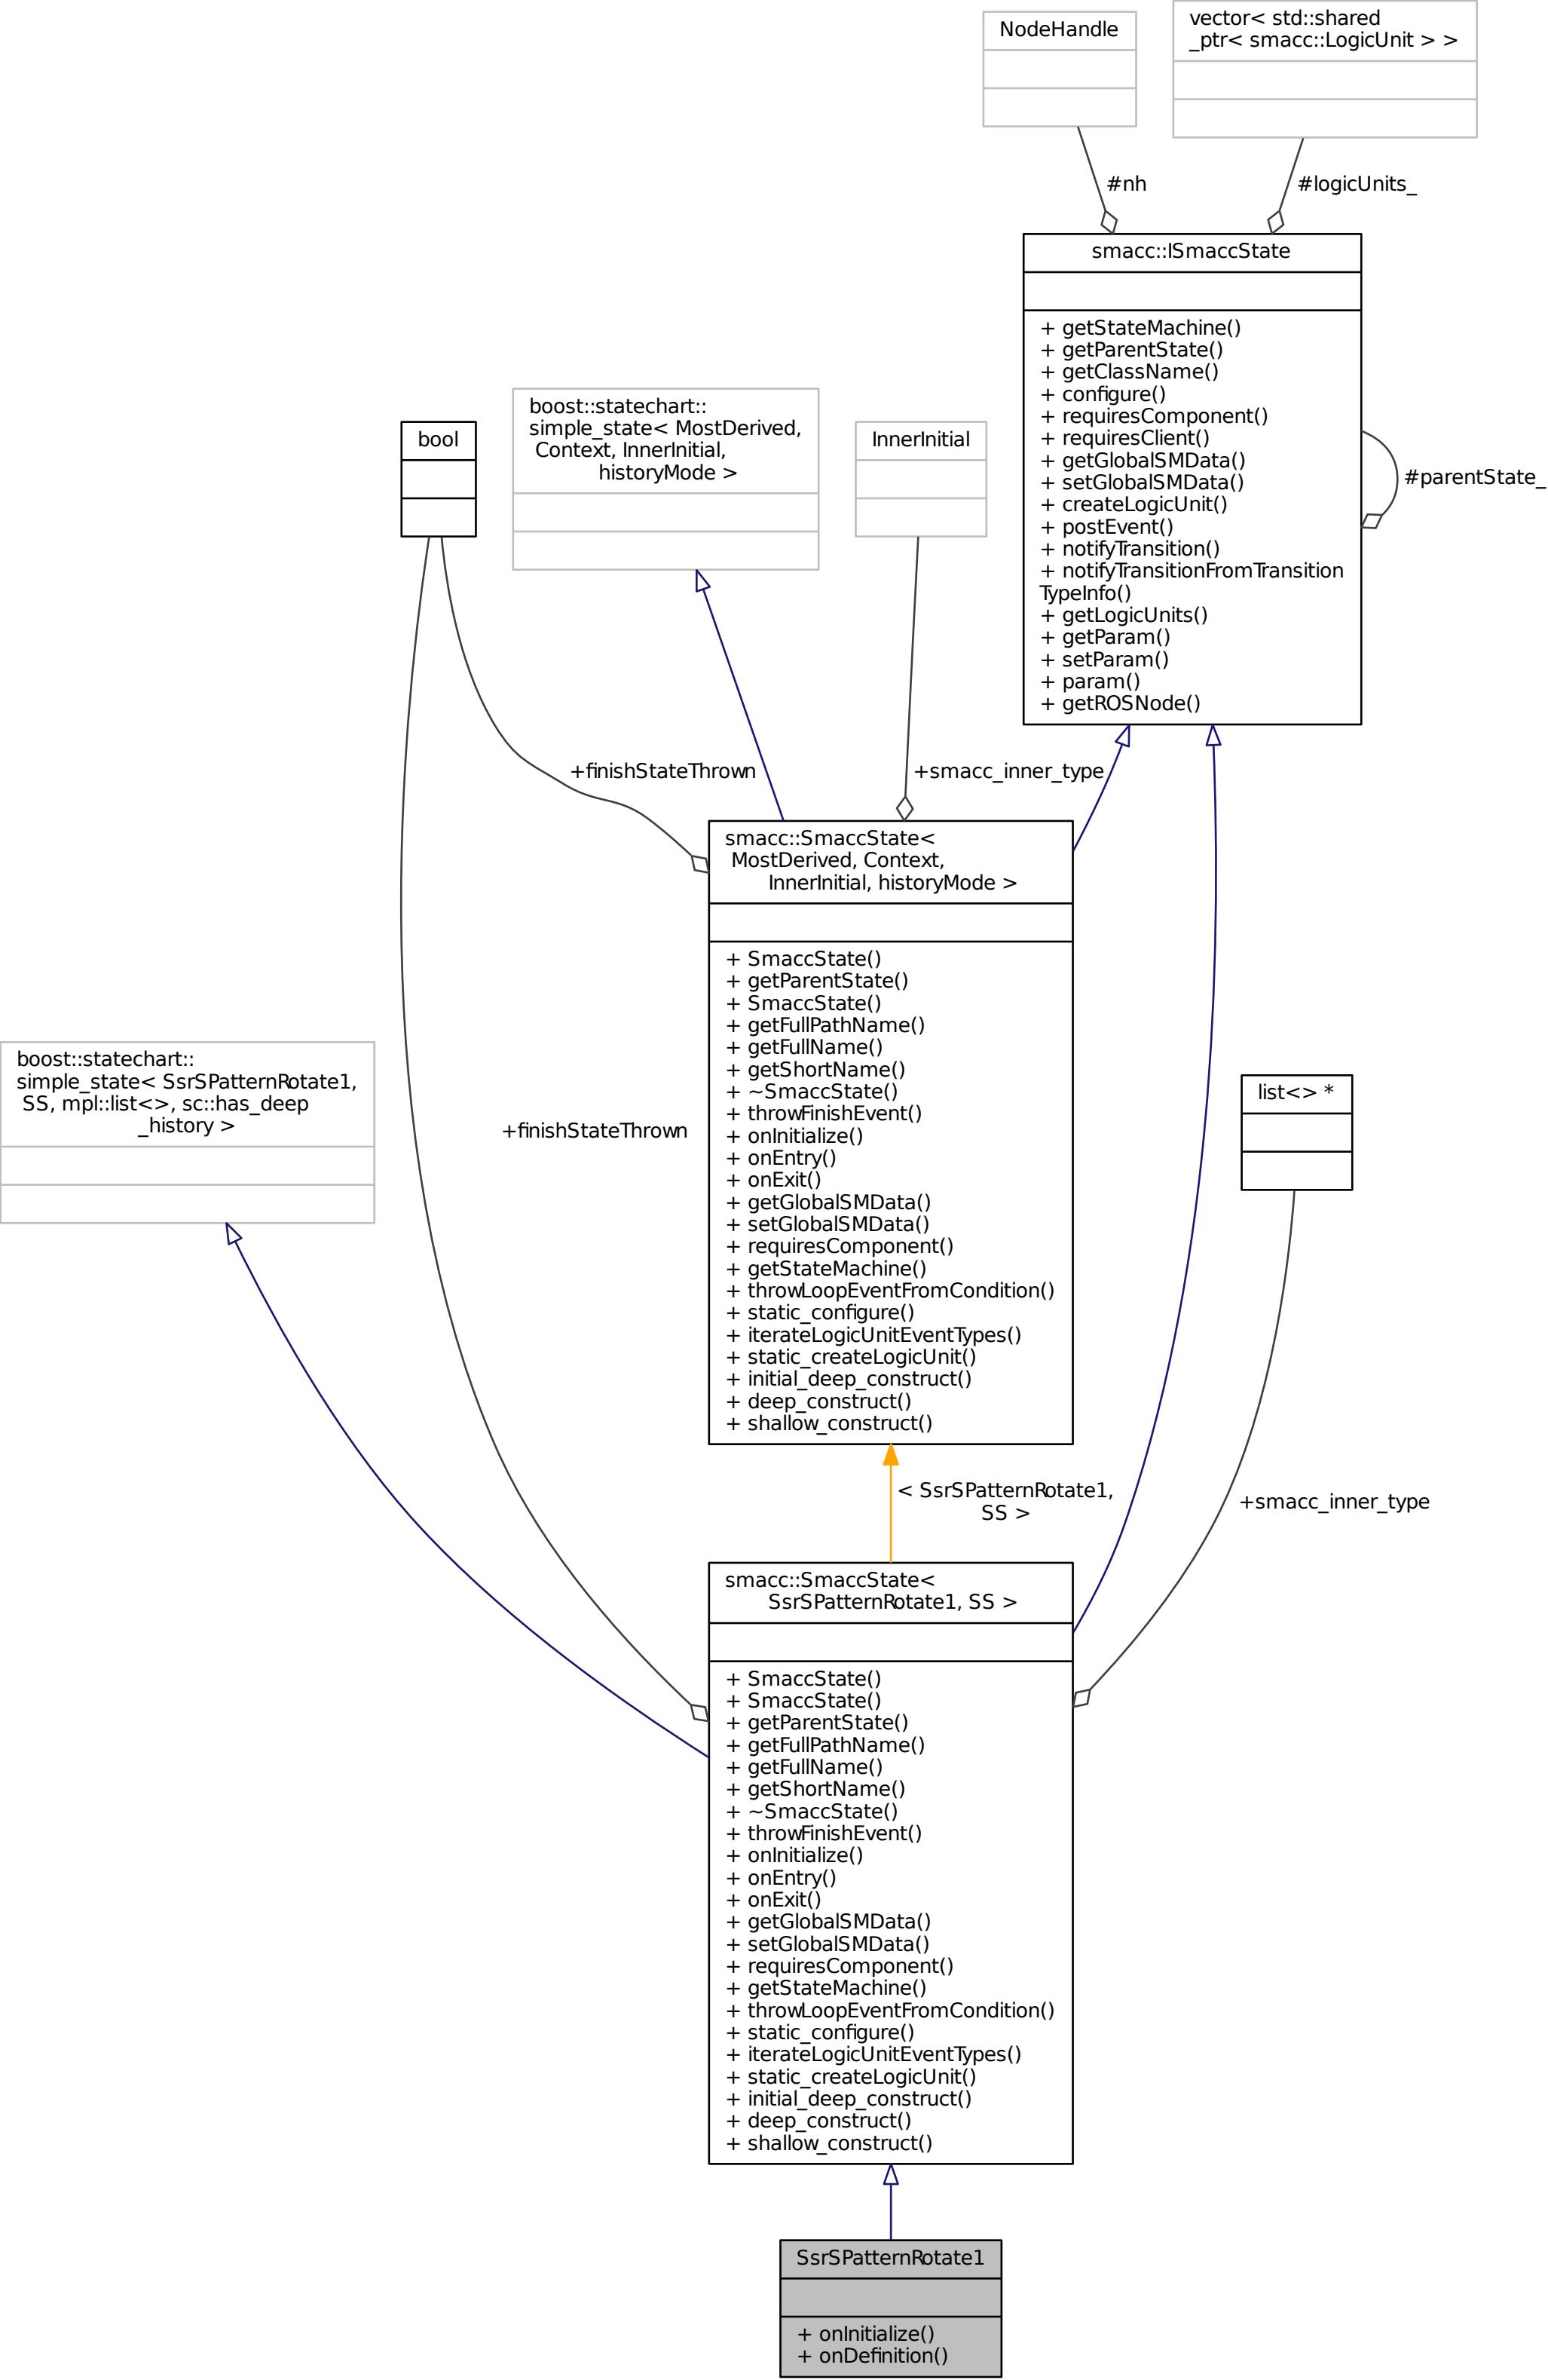 NodeHandle
vector< std::shared
_ptr< smacc::LogicUnit > >
#nh
#logicUnits_
smacc::ISmaccState
+ getStateMachine()
+ getParentState()
+ getClassName()
+ configure()
+ requiresComponent()
+ requiresClient()
+ getGlobalSMData()
+ setGlobalSMData()
+ createLogicUnit()
+ postEvent()
+ notifyTransition()
+ notifyTransitionFromTransition
TypeInfo()
+ getLogicUnits()
+ getParam()
+ setParam()
+ param()
+ getROSNode()
#parentState_
bool
boost::statechart::
simple_state< MostDerived,
Context, InnerInitial,
historyMode >
InnerInitial
+finishStateThrown
+smacc_inner_type
smacc::SmaccState<
MostDerived, Context,
InnerInitial, historyMode >
+ SmaccState()
+ getParentState()
+ SmaccState()
+ getFullPathName()
+ getFullName()
+ getShortName()
+ ~SmaccState()
+ throwFinishEvent()
+ onInitialize()
+ onEntry()
+ onExit()
+ getGlobalSMData()
+ setGlobalSMData()
+ requiresComponent()
+ getStateMachine()
+ throwLoopEventFromCondition()
+ static_configure()
+ iterateLogicUnitEventTypes()
+ static_createLogicUnit()
+ initial_deep_construct()
+ deep_construct()
+ shallow_construct()
boost::statechart::
simple_state< SsrSPatternRotate1,
SS, mpl::list<>, sc::has_deep
_history >
+finishStateThrown
list<> *
< SsrSPatternRotate1,
SS >
+smacc_inner_type
smacc::SmaccState<
SsrSPatternRotate1, SS >
+ SmaccState()
+ SmaccState()
+ getParentState()
+ getFullPathName()
+ getFullName()
+ getShortName()
+ ~SmaccState()
+ throwFinishEvent()
+ onInitialize()
+ onEntry()
+ onExit()
+ getGlobalSMData()
+ setGlobalSMData()
+ requiresComponent()
+ getStateMachine()
+ throwLoopEventFromCondition()
+ static_configure()
+ iterateLogicUnitEventTypes()
+ static_createLogicUnit()
+ initial_deep_construct()
+ deep_construct()
+ shallow_construct()
SsrSPatternRotate1
+ onInitialize()
+ onDefinition()